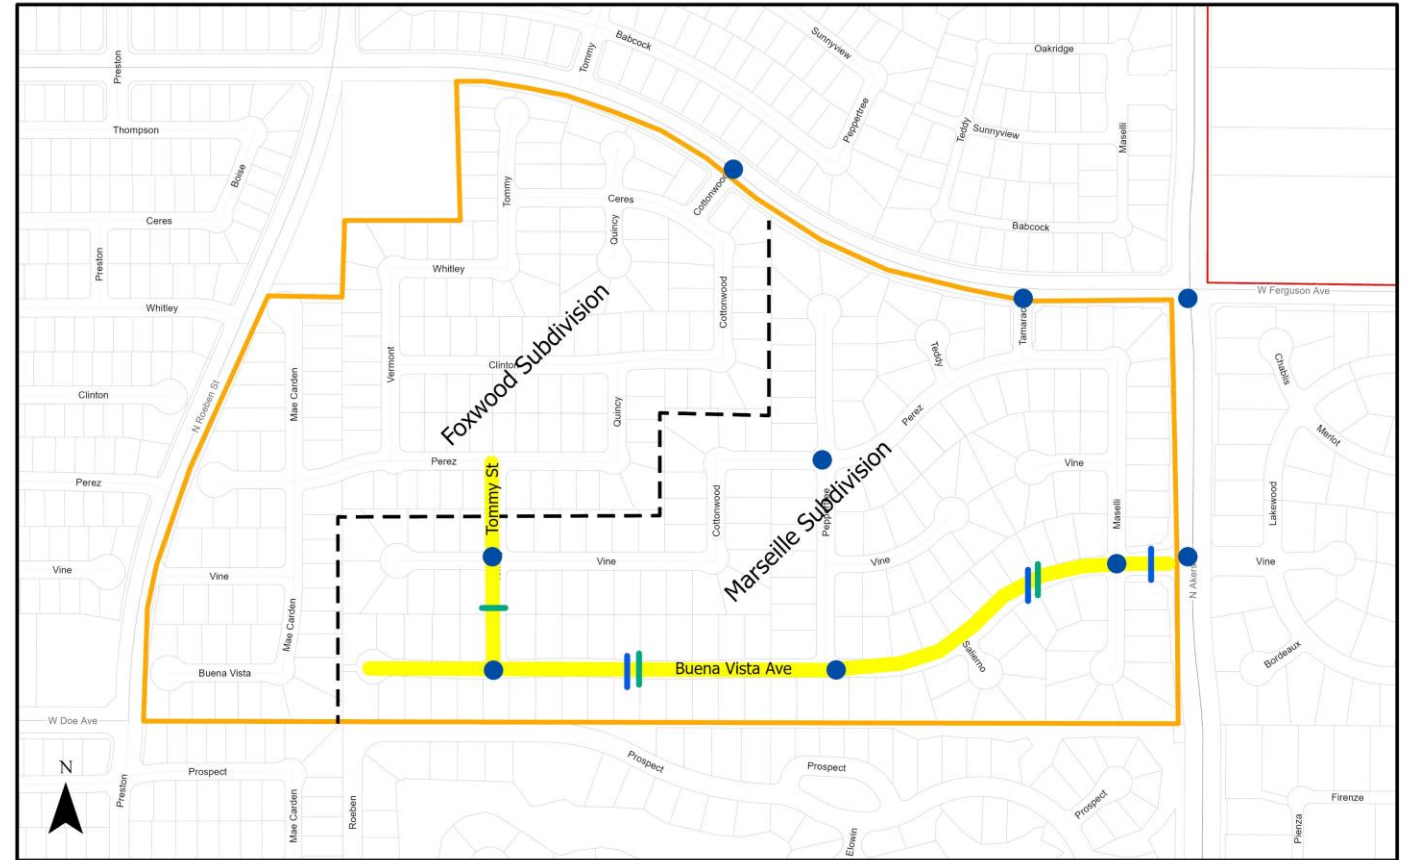 Babcock
Sunnyview
Oakridge
Preston
Tommy
Peppertree
Teddy
Sunnyview
Maselli
Thompson
Boise
Tommy
Ceres
Cottonwood
Ceres
Quincy
Babcock
Preston
Whitley
Whitley
Cottonwood
W Ferguson Ave
Foxwood Subdivision
Vermont
Clinton
Tamarac
Teddy
Chablis
Clinton
N Roeben St
Mae Carden
Quincy
Perez
Merlot
Perez
Perez
Tommy St
Cottonwood
Marseille Subdivision
Vine
Maselli
Lakewood
Vine
Vine
Vine
Vine
Vine
N Akers
Mae Carden
Buena Vista
Buena Vista Ave
Salierno
Bordeaux
W Doe Ave
N
Prospect
Preston
Mae Carden
Roeben
Prospect
Prospect
Prospect
Elowin
Pienza
Firenze